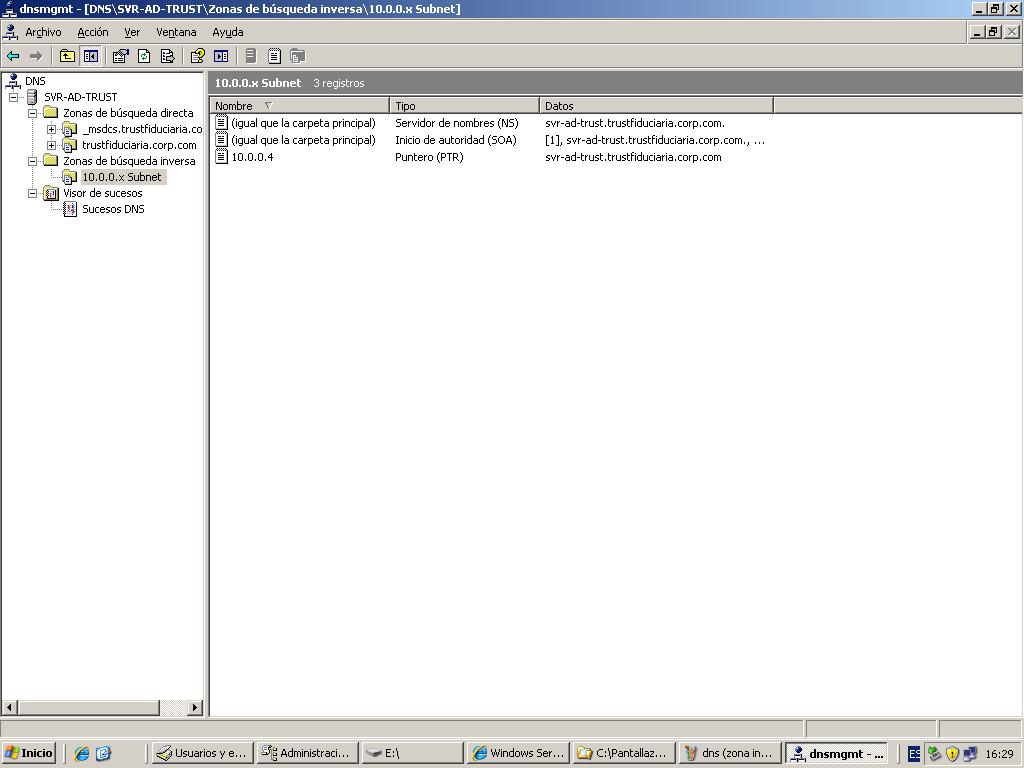 dnsmgmt - [DNS\SVR-AD-TRUST\Zonas de búsqueda inversa\10.0.0.x Subnet]
Archivo Acción Ver Ventana Ayuda
DNS
SVR-AD-TRUST
Zonas de búsqueda directa
_msdcs.trustfiduciaria.co
trustfiduciaria.corp.com
Zonas de búsqueda inversa
10.0.0.x Subnet
Visor de sucesos
Sucesos DNS
10.0.0.x Subnet 3 registros
Nombre Tipo Datos
(igual que la carpeta principal) Servidor de nombres (NS) svr-ad-trust.trustfiduciaria.corp.com.
(igual que la carpeta principal) Inicio de autoridad (SOA) [1], svr-ad-trust.trustfiduciaria.corp.com., ...
10.0.0.4 Puntero (PTR) svr-ad-trust.trustfiduciaria.corp.com
Inicio Usuarios y e... Administraci... E:\ Windows Ser... C:\Pantallaz... dns (zona in... dnsmgmt - ... ES 16:29